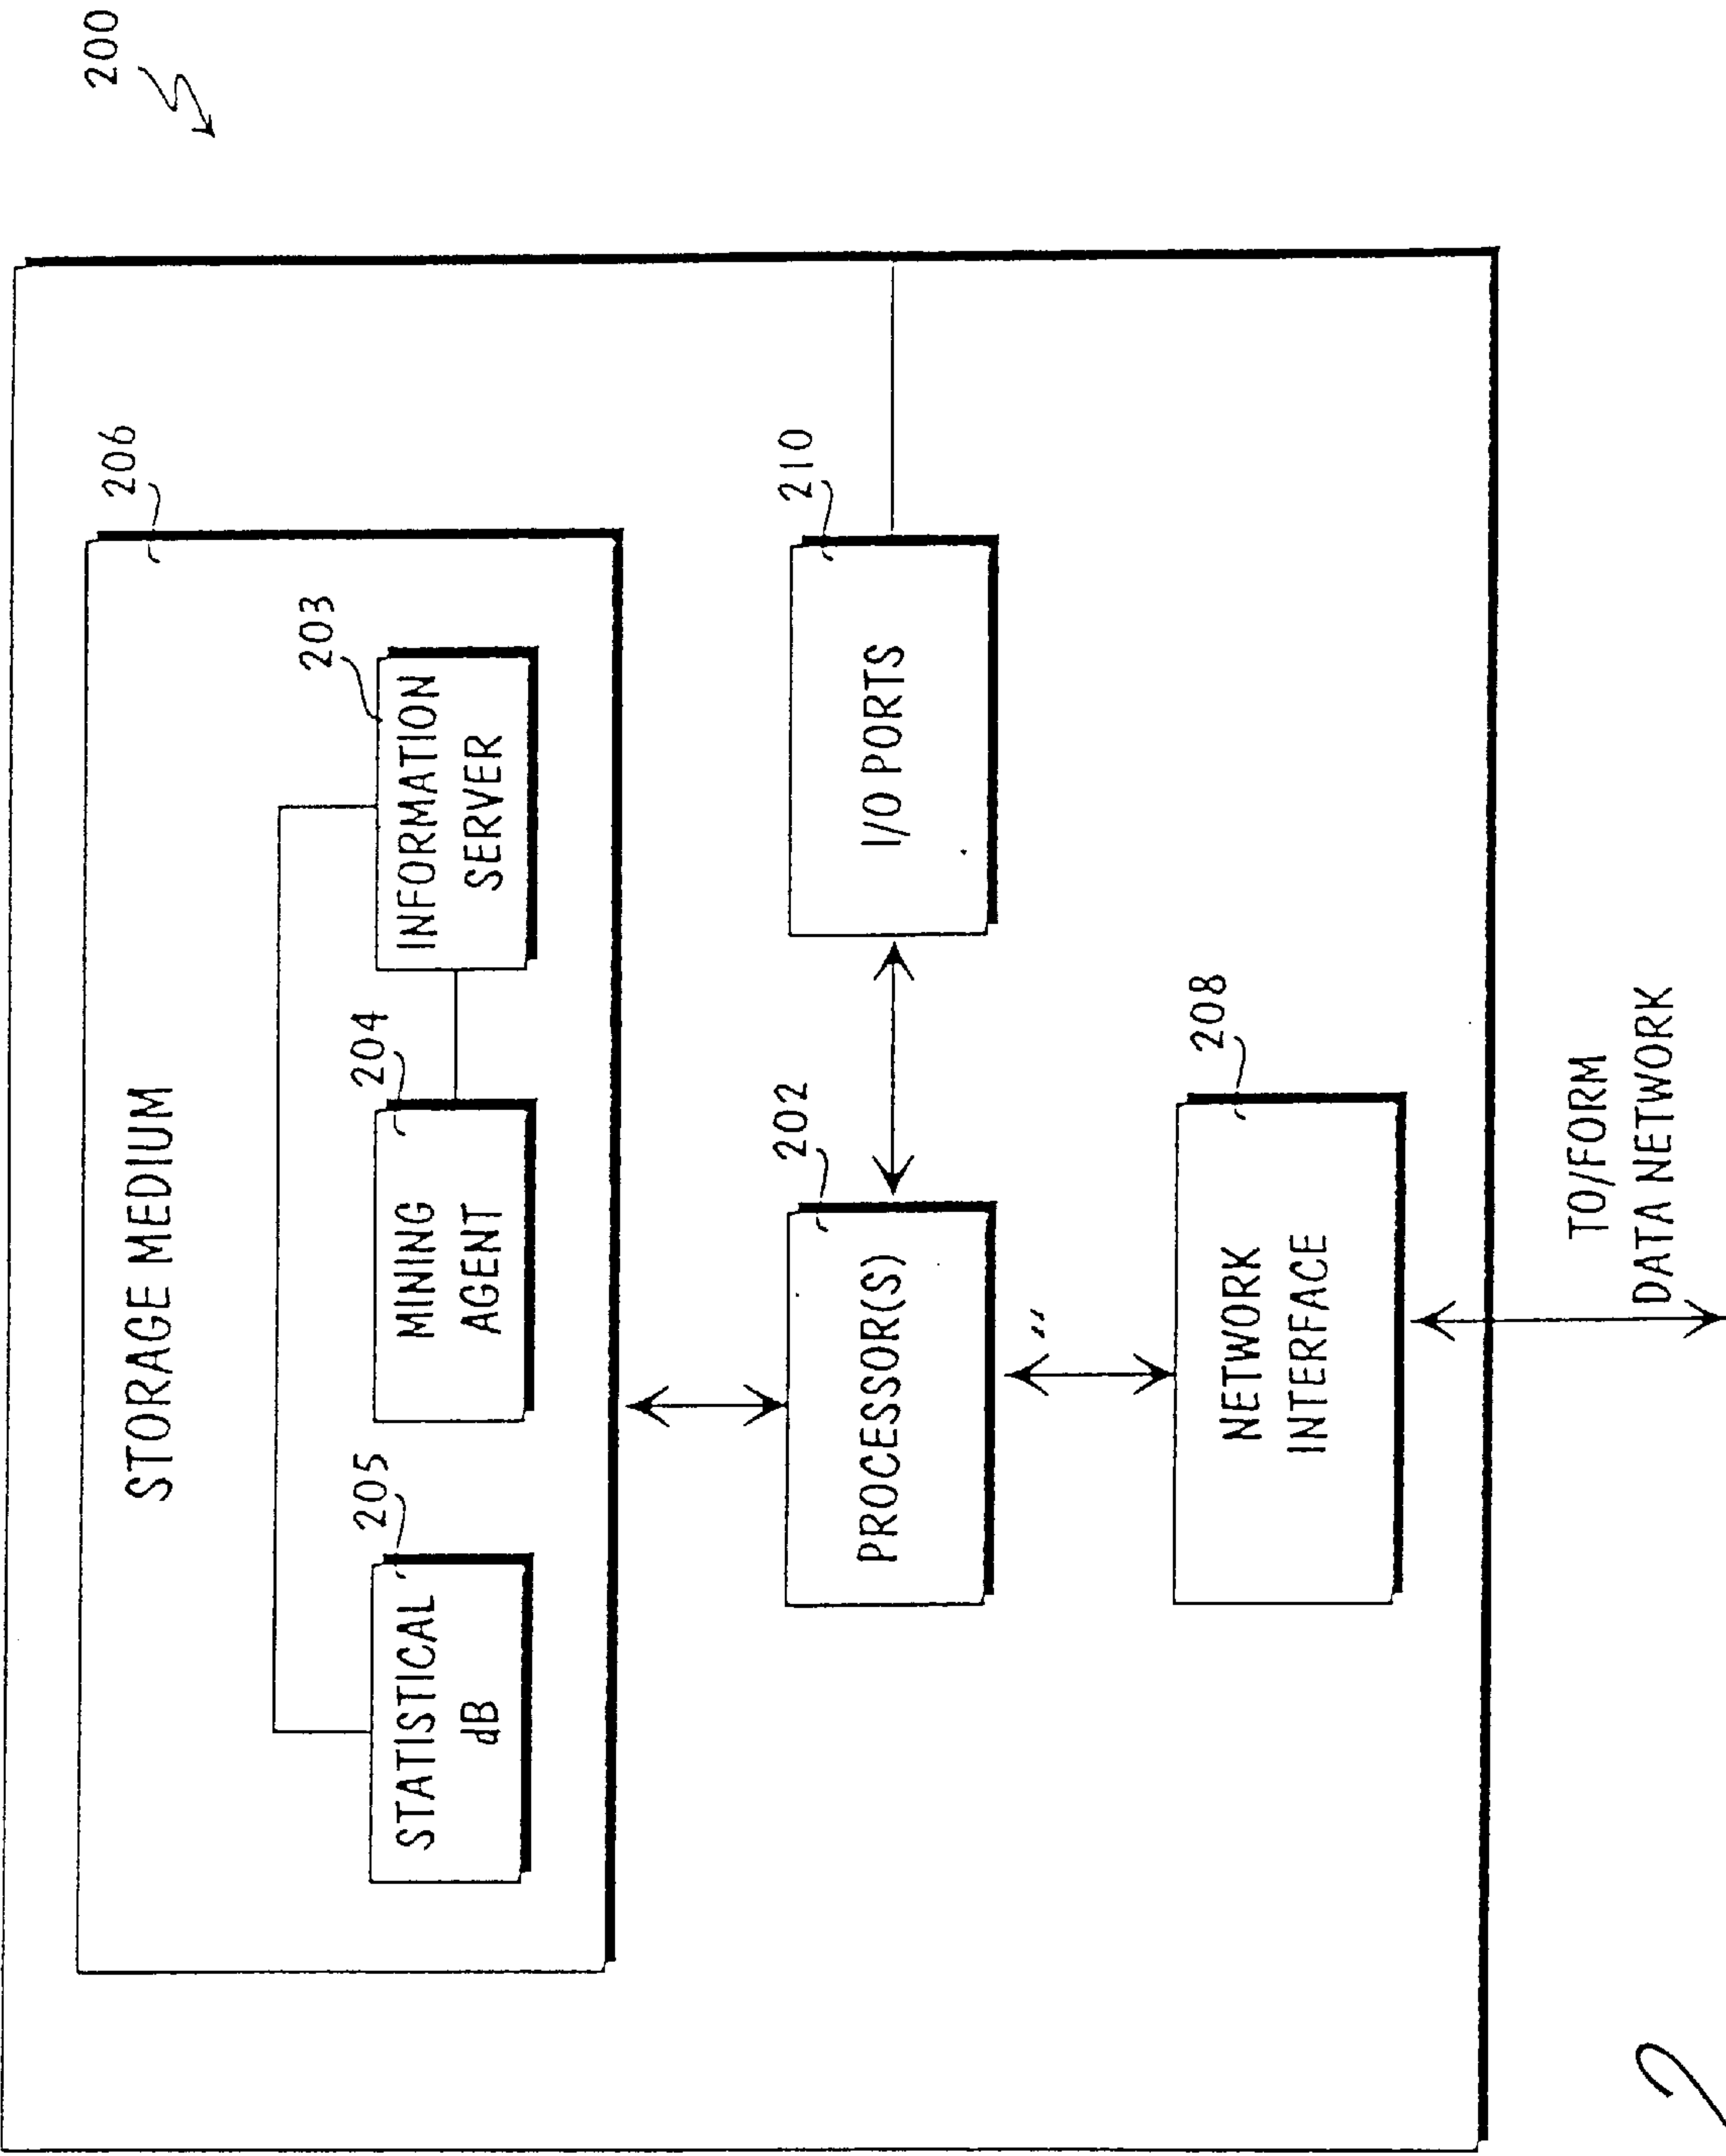 200
206
STORAGE MEDIUM
203
204
205
STATISTICAL
dB
MINING
AGENT
INFORMATION
SERVER
202
210
PROCESSOR(S)
I/O PORTS
208
NETWORK
INTERFACE
TO/FORM
DATA NETWORK